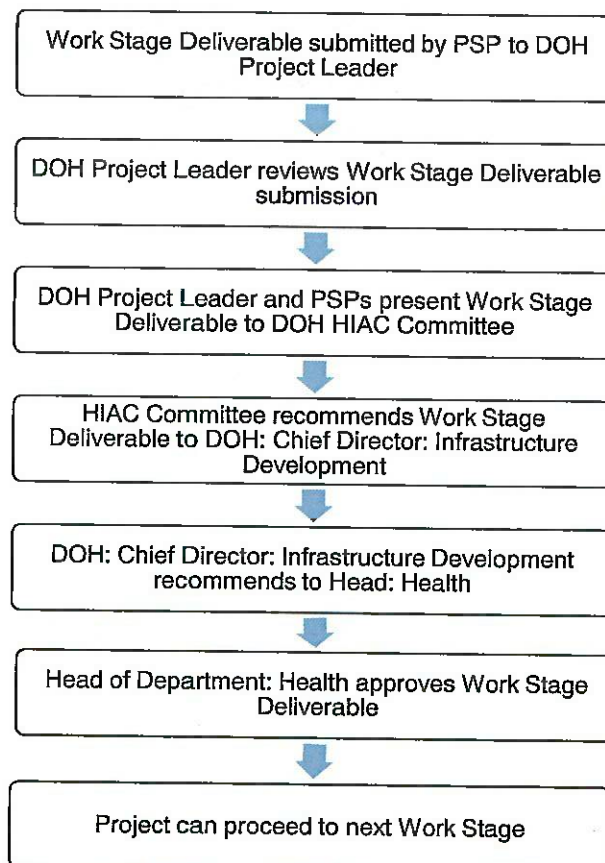 Work Stage Deliverable submitted by PSP to DOH
Project Leader
DOH Project Leader reviews Work Stage Deliverable
submission
DOH Project Leader and PSPs present Work Stage
Deliverable to DOH HIAC Committee
HIAC Committee recommends Work Stage
Deliverable to DOH: Chief Director: Infrastructure
Development
DOH: Chief Director: Infrastructure Development
recommends to Head: Health
Head of Department: Health approves Work Stage
Deliverable
Project can proceed to next Work Stage